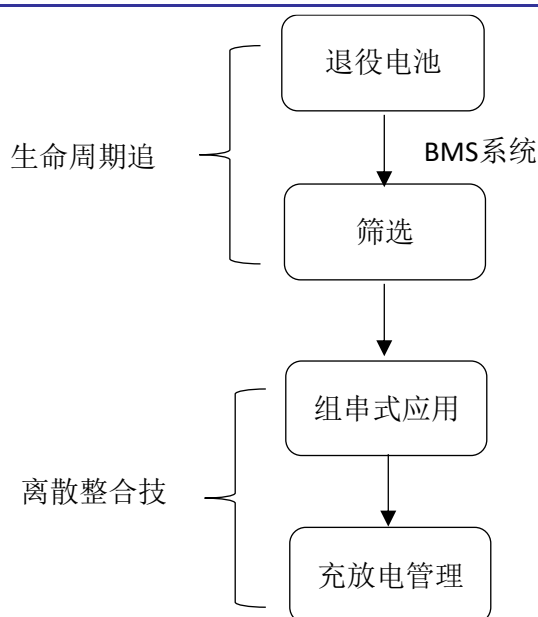 退役电池
BMS系统
生命周期追
筛选
组串式应用
离散整合技
充放电管理